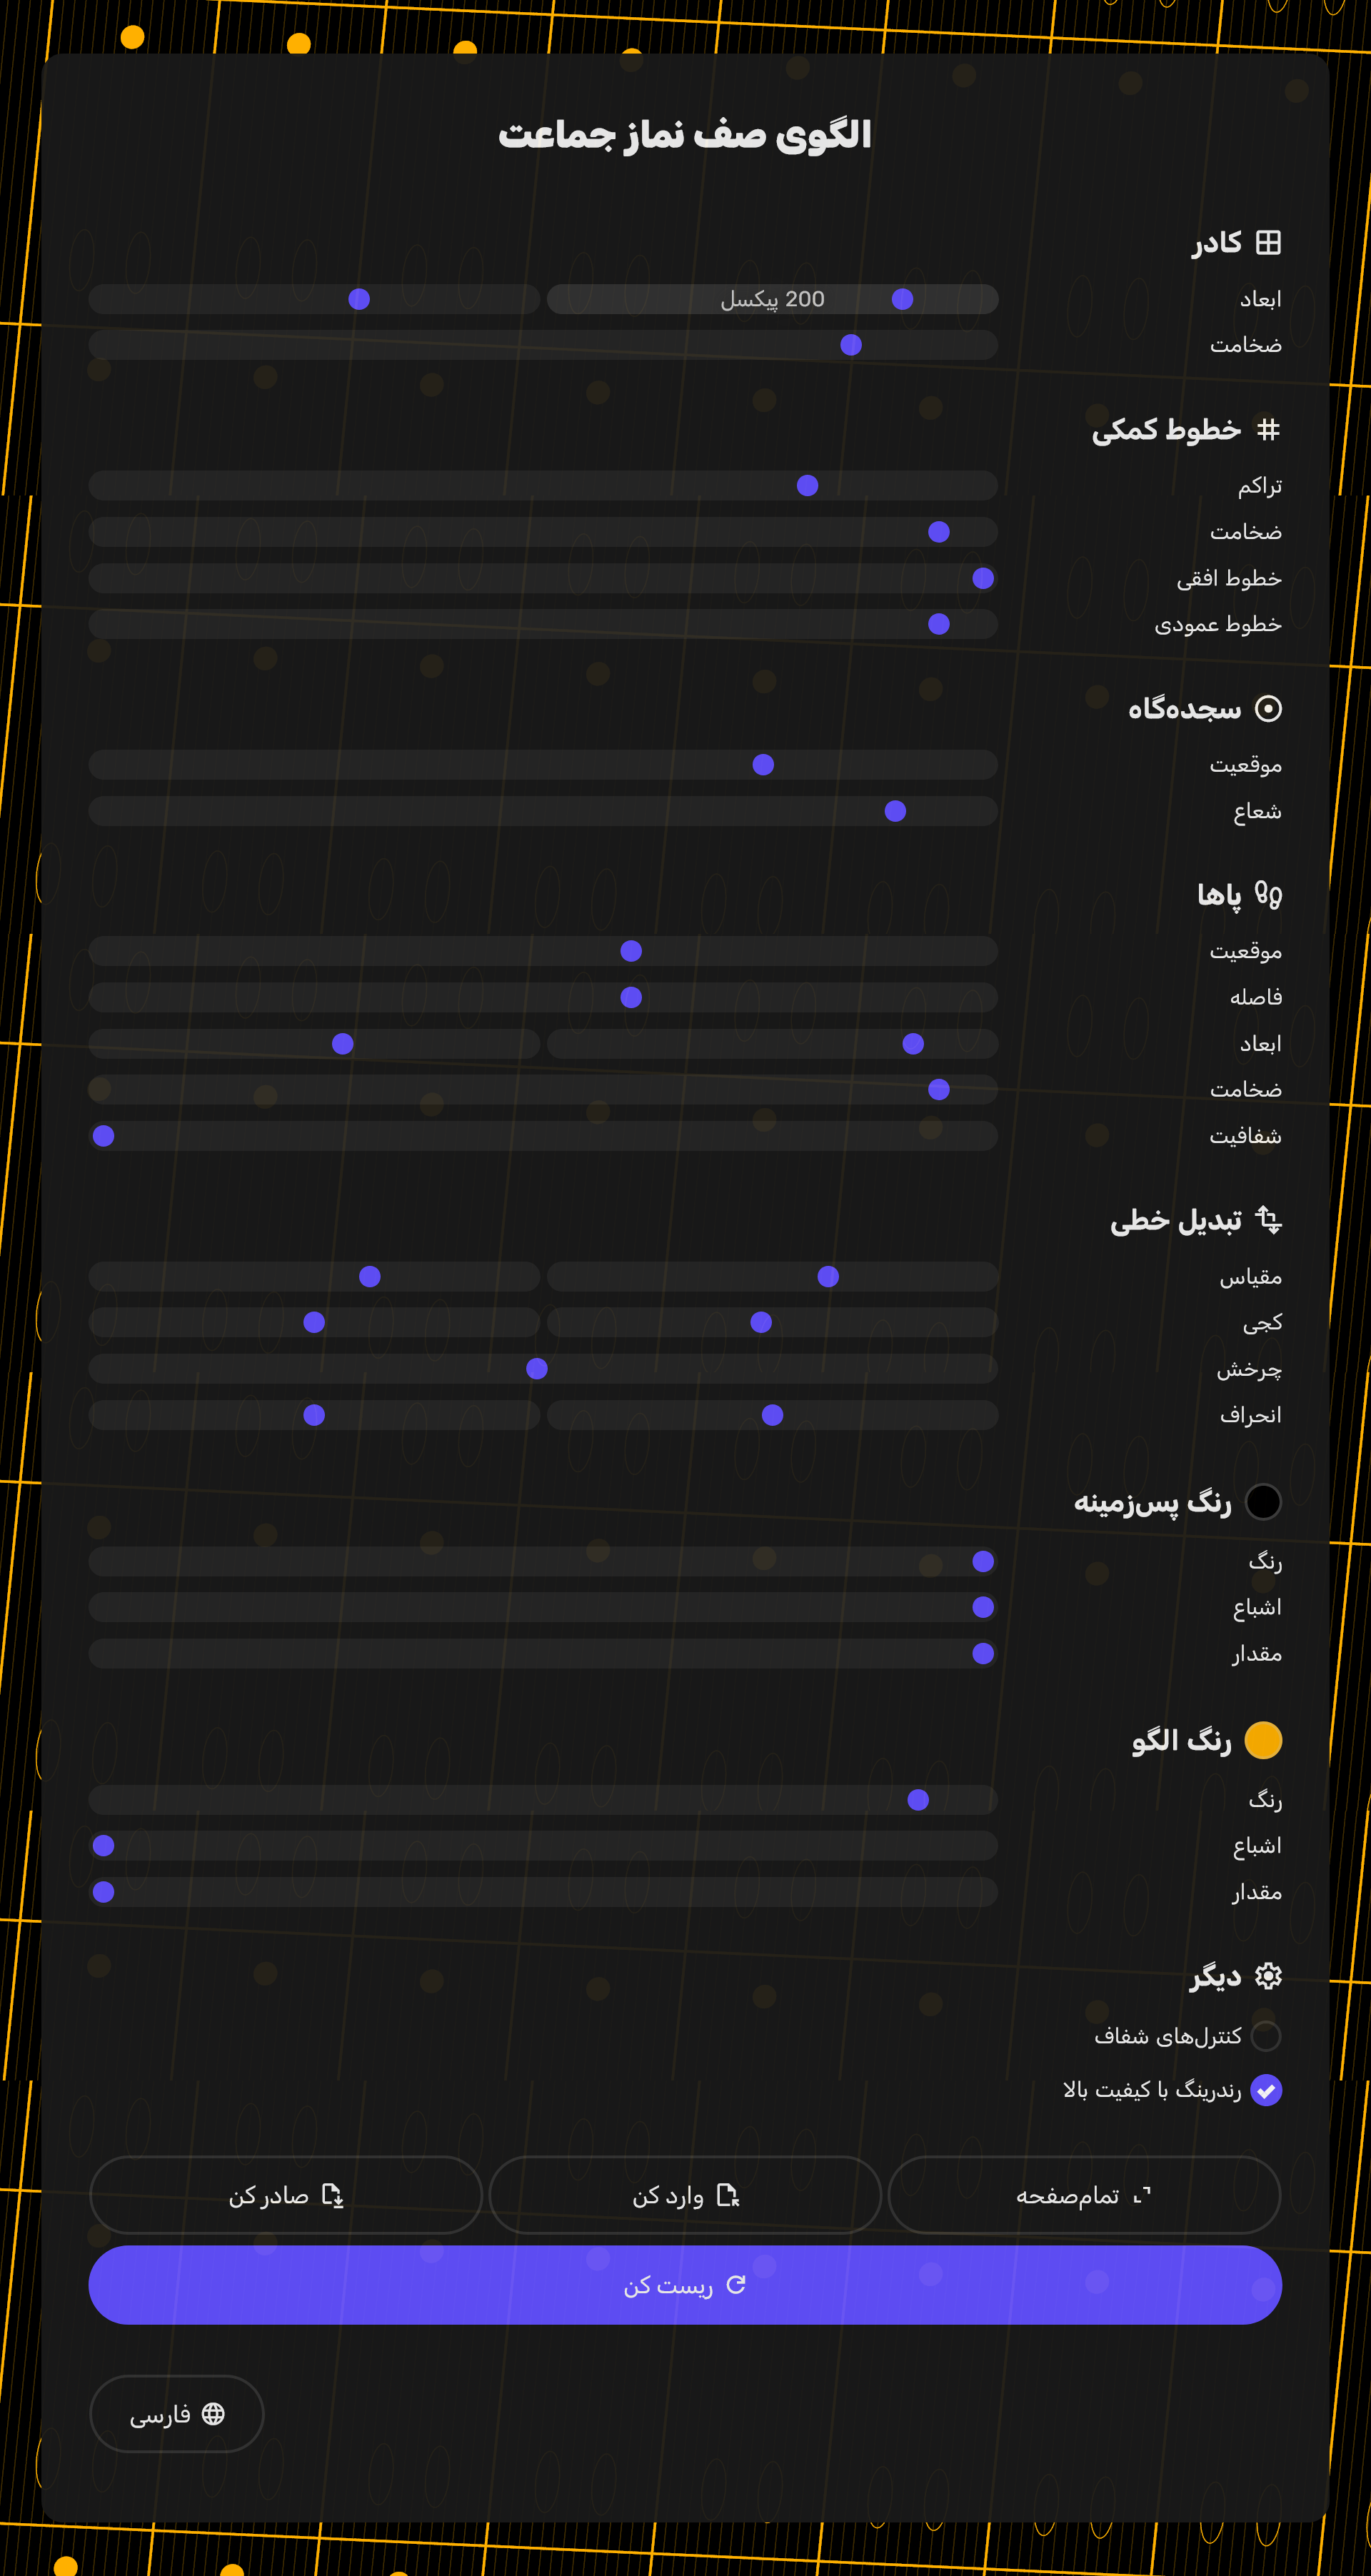 الگوی صف نماز جماعت
کادر
ابعاد
200 پیکسل
ضخامت
خطوط کمکی
تراکم
ضخامت
خطوط افقی
خطوط عمودی
سجده‌گاه
موقعیت
شعاع
پاها
موقعیت
فاصله
ابعاد
ضخامت
شفافیت
تبدیل خطی
مقیاس
کجی
چرخش
انحراف
رنگ پس‌زمینه
رنگ
اشباع
مقدار
رنگ الگو
رنگ
اشباع
مقدار
دیگر
کنترل‌های شفاف
رندرینگ با کیفیت بالا
تمام‌صفحه
وارد کن
صادر کن
ریست کن
فارسی